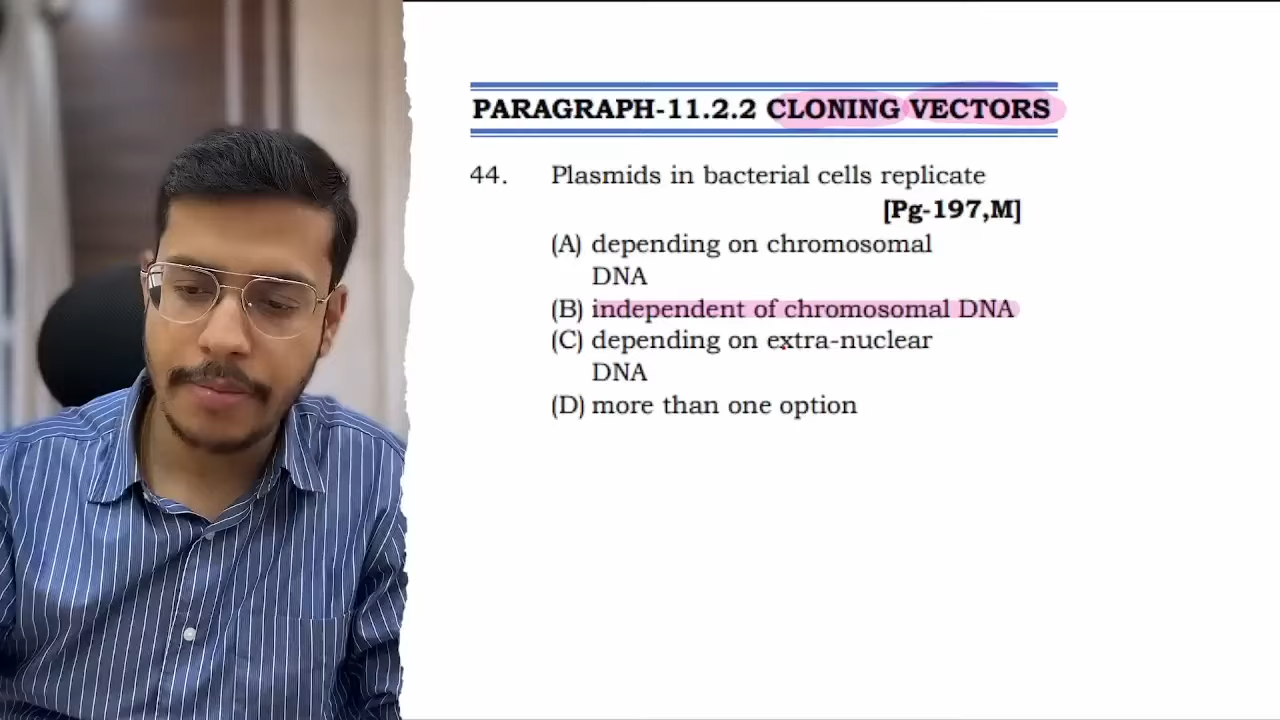 PARAGRAPH-11.2.2 CLONING VECTORS
44. Plasmids in bacterial cells replicate
[Pg-197,M]
(A) depending on chromosomal
DNA
(B) independent of chromosomal DNA
(C) depending on extra-nuclear
DNA
(D) more than one option